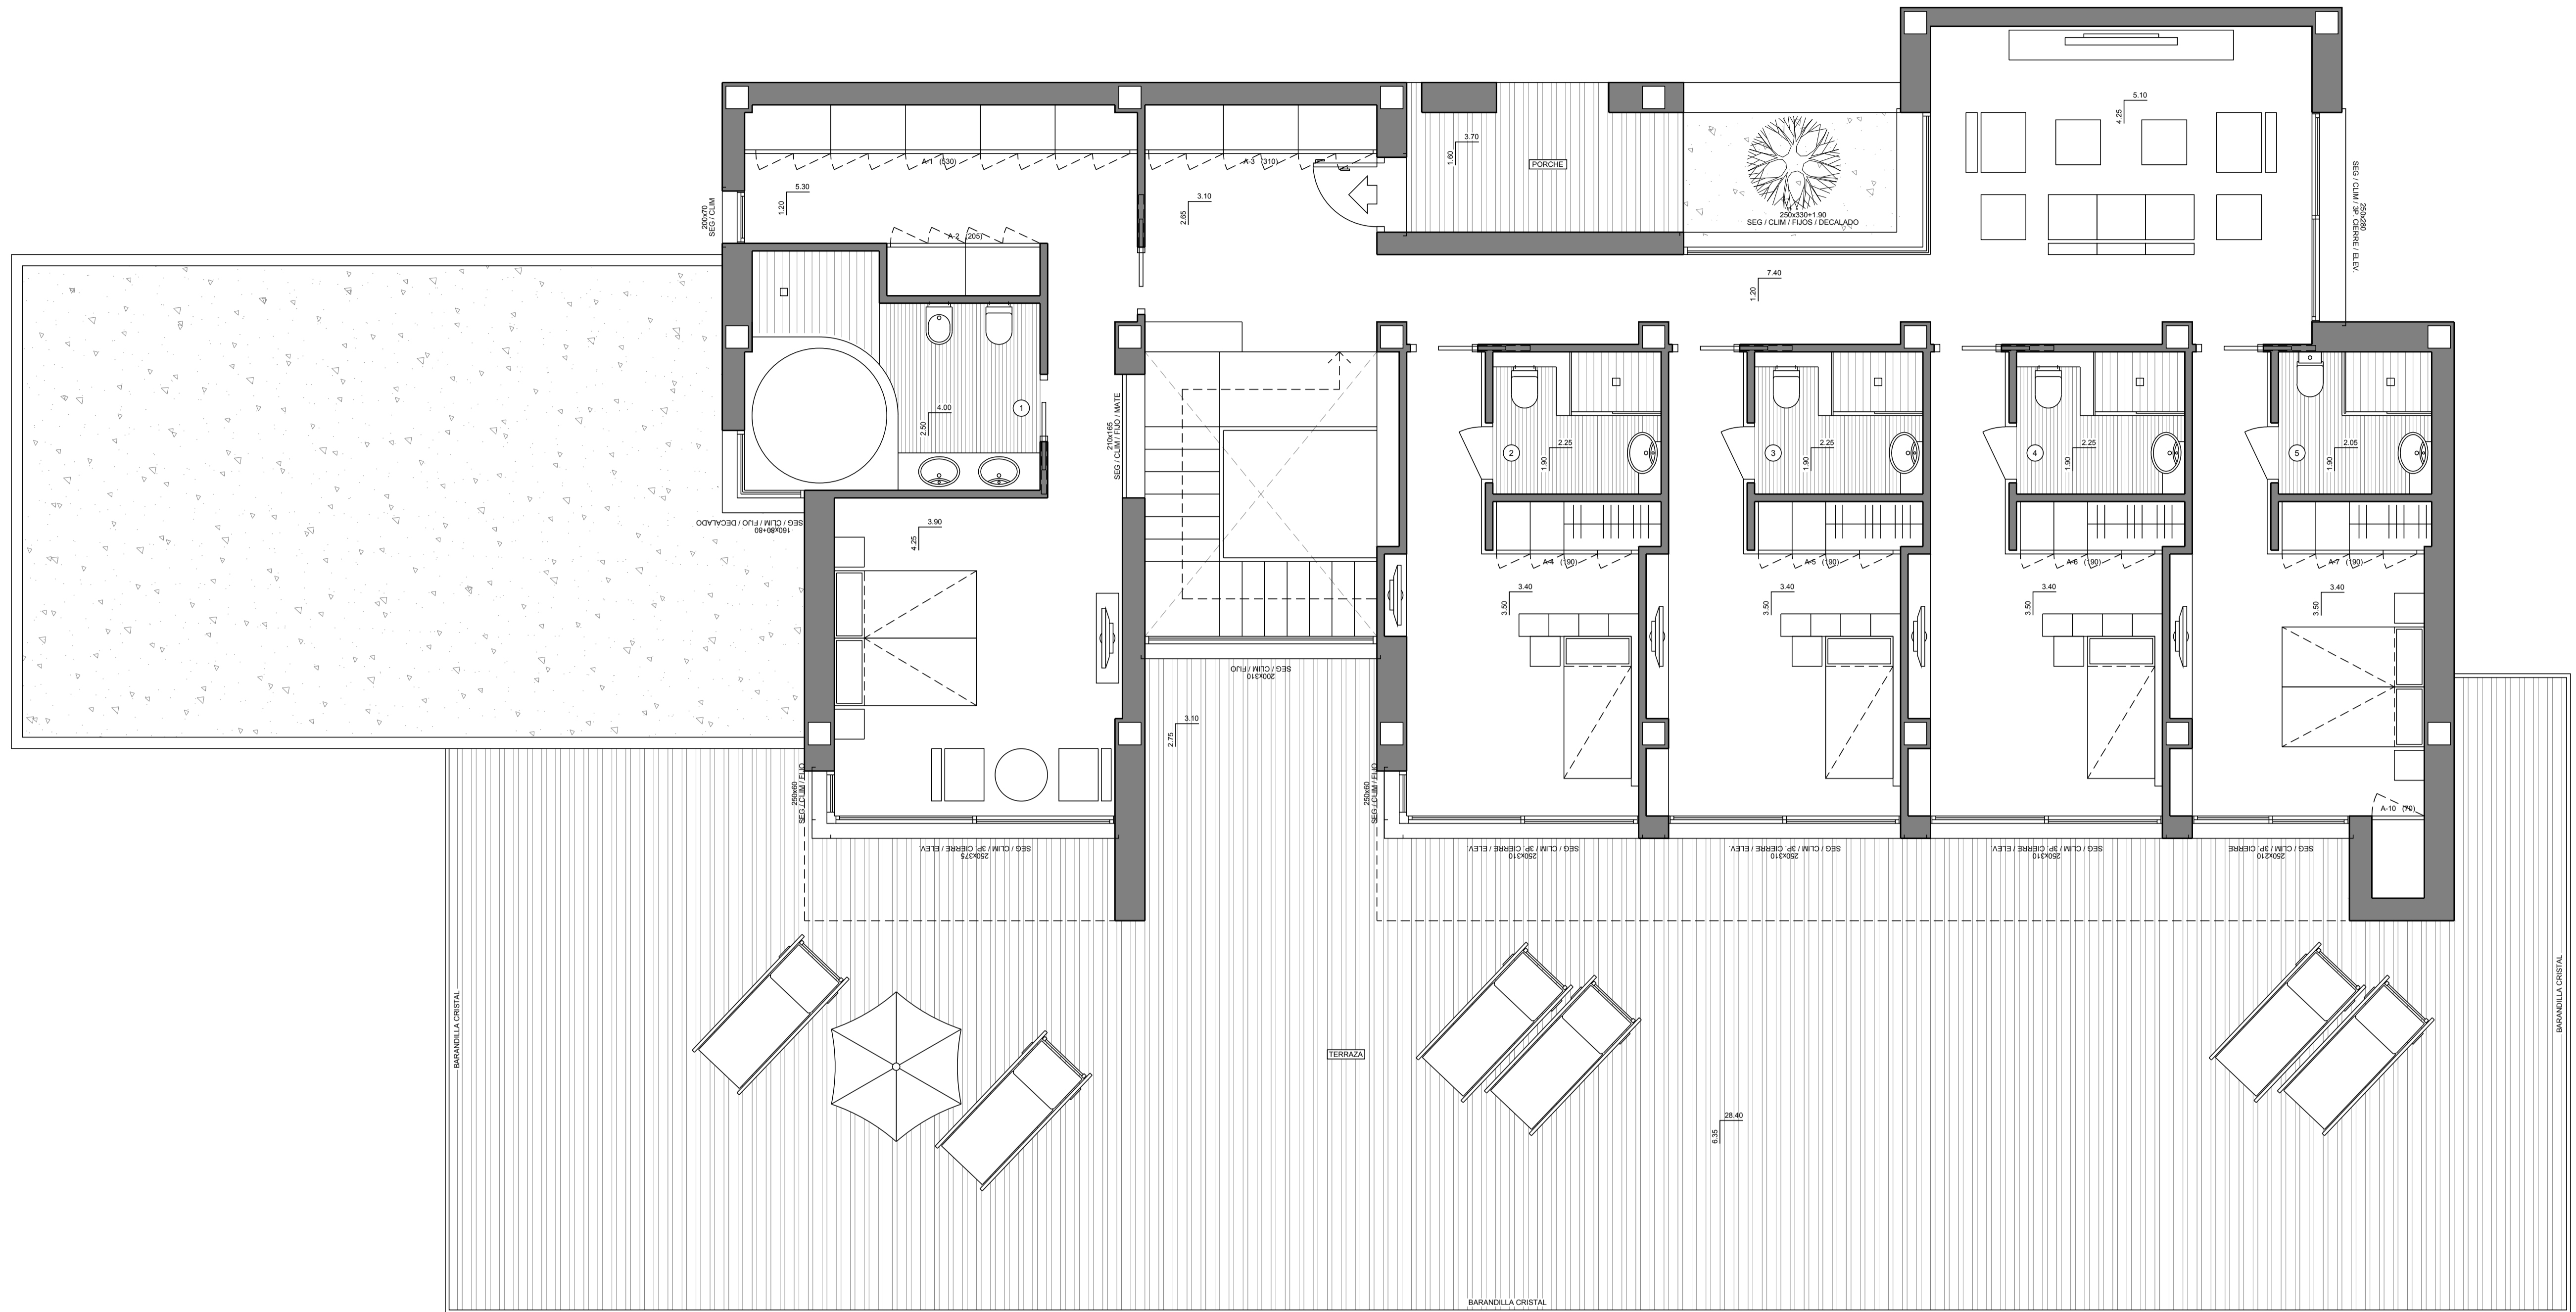 5.10
4.25
3.70
1.60
PORCHE
A-1 (530)
A-3 (310)
5.30
1.20
3.10
2.65
200x70
SEG / CLIM
A-2 (205)
250x330+1.90
SEG / CLIM / FIJOS / DECALADO
250x280
SEG / CLIM / 3P. CIERRE / ELEV.
7.40
1.20
4.00
2.50
1
210x165
SEG / CLIM / FIJO / MATE
2
2.25
1.90
3
2.25
1.90
4
2.25
1.90
5
2.05
1.90
160x80+80
SEG / CLIM / FIJO / DECALADO
3.90
4.25
A-4 (190)
A-5 (190)
A-6 (190)
A-7 (190)
3.40
3.50
3.40
3.50
3.40
3.50
3.40
3.50
200x310
SEG / CLIM FIJO
3.10
2.75
250x60
SEG / CLIM / FIJO
250x60
SEG / CLIM / FIJO
A-10 (70)
250x375
SEG / CLIM / 3P. CIERRE / ELEV.
250x310
SEG / CLIM / 3P. CIERRE / ELEV.
250x310
SEG / CLIM / 3P. CIERRE / ELEV.
250x310
SEG / CLIM / 3P. CIERRE / ELEV
250x210
SEG / CLIM / 3P. CIERRE
BARANDILLA CRISTAL
TERRAZA
BARANDILLA CRISTAL
28.40
6.35
BARANDILLA CRISTAL